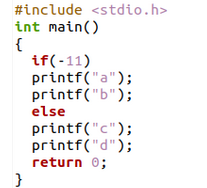 #include <stdio.h>
int main()
{
if(-11)
printf("a");
printf("b");
else
printf("c");
printf("d");
return 0;
}